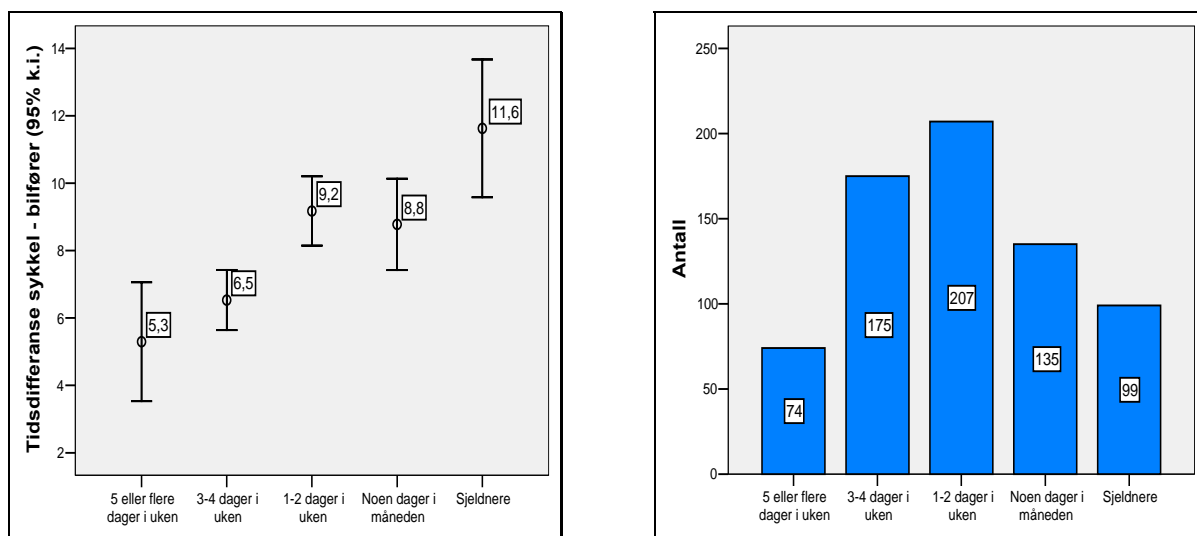 Tidsdifferanse sykkel - bilfører (95% k.i.)
14
12
10
8
6
4
2
5,3
6,5
9,2
8,8
11,6
5 eller flere
dager i uken
3-4 dager i
uken
1-2 dager i
uken
Noen dager i
måneden
Sjeldnere
Antall
250
200
150
100
50
0
74
175
207
135
99
5 eller flere
dager i uken
3-4 dager i
uken
1-2 dager i
uken
Noen dager i
måneden
Sjeldnere